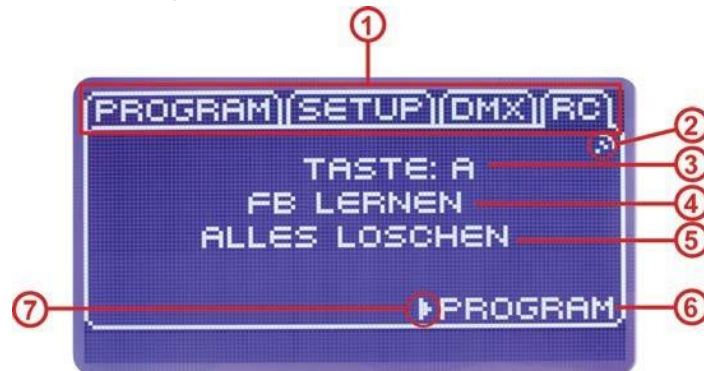 1
PROGRAM SETUP DMX RC
2
TASTE: A 3
FB LERNEN 4
ALLES LOSCHEN 5
7 PROGRAM 6